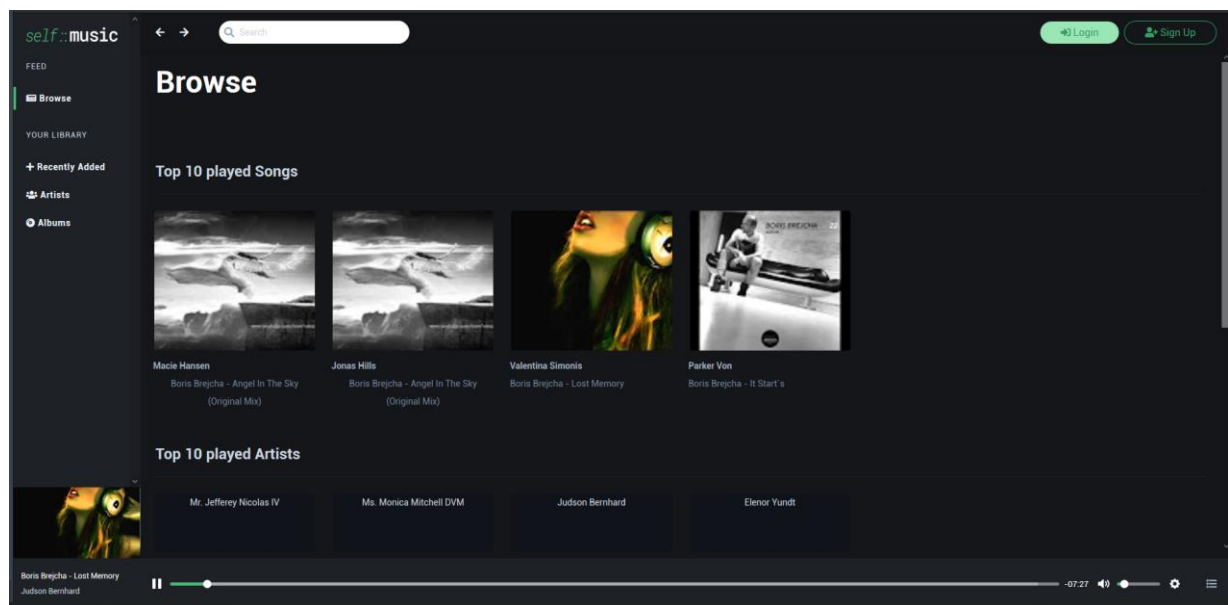 self::music
Search
Login
Sign Up
FEED
Browse
YOUR LIBRARY
Recently Added
Artists
Albums
Browse
Top 10 played Songs
Macie Hansen
Boris Brejcha - Angel In The Sky
(Original Mix)
Jonas Hills
Boris Brejcha - Angel In The Sky
(Original Mix)
Valentina Simonis
Boris Brejcha - Lost Memory
BORIS BREJCHA 22
Parker Von
Boris Brejcha - It Start´s
Top 10 played Artists
Mr. Jefferey Nicolas IV
Ms. Monica Mitchell DVM
Judson Bernhard
Elenor Yundt
Boris Brejcha - Lost Memory
Judson Bernhard
-07:27